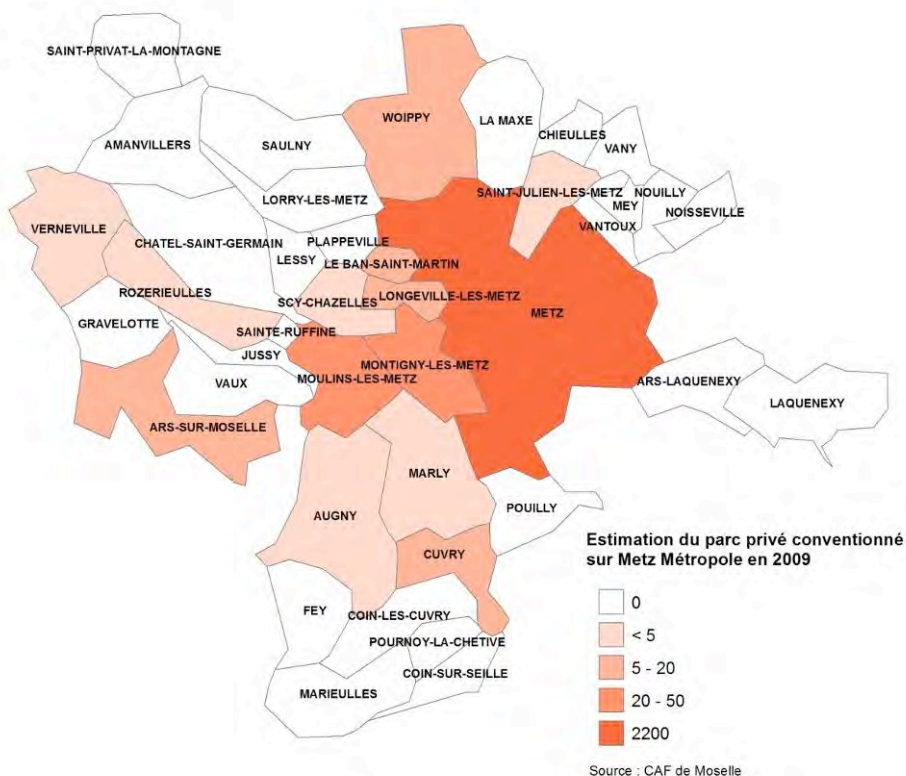 SAINT-PRIVAT-LA-MONTAGNE
WOIPPY
LA MAXE
CHIEULLES
AMANVILLERS
SAULNY
VANY
SAINT-JULIEN-LES-METZ
NOUILLY
MEY
LORRY-LES-METZ
NOISSEVILLE
VERNEVILLE
VANTOUX
CHATEL-SAINT-GERMAIN
PLAPPEVILLE
LESSY
LE BAN-SAINT-MARTIN
ROZERIEULLES
LONGEVILLE-LES-METZ
SCY-CHAZELLES
METZ
GRAVELOTTE
SAINTE-RUFFINE
JUSSY
MONTIGNY-LES-METZ
MOULINS-LES-METZ
ARS-LAQUENEXY
VAUX
LAQUENEXY
ARS-SUR-MOSELLE
MARLY
POUILLY
AUGNY
CUVRY
FEY
COIN-LES-CUVRY
POURNOY-LA-CHETIVE
COIN-SUR-SEILLE
MARIEULLES
Estimation du parc privé conventionné
sur Metz Métropole en 2009
0
< 5
5 - 20
20 - 50
2200
Source : CAF de Moselle